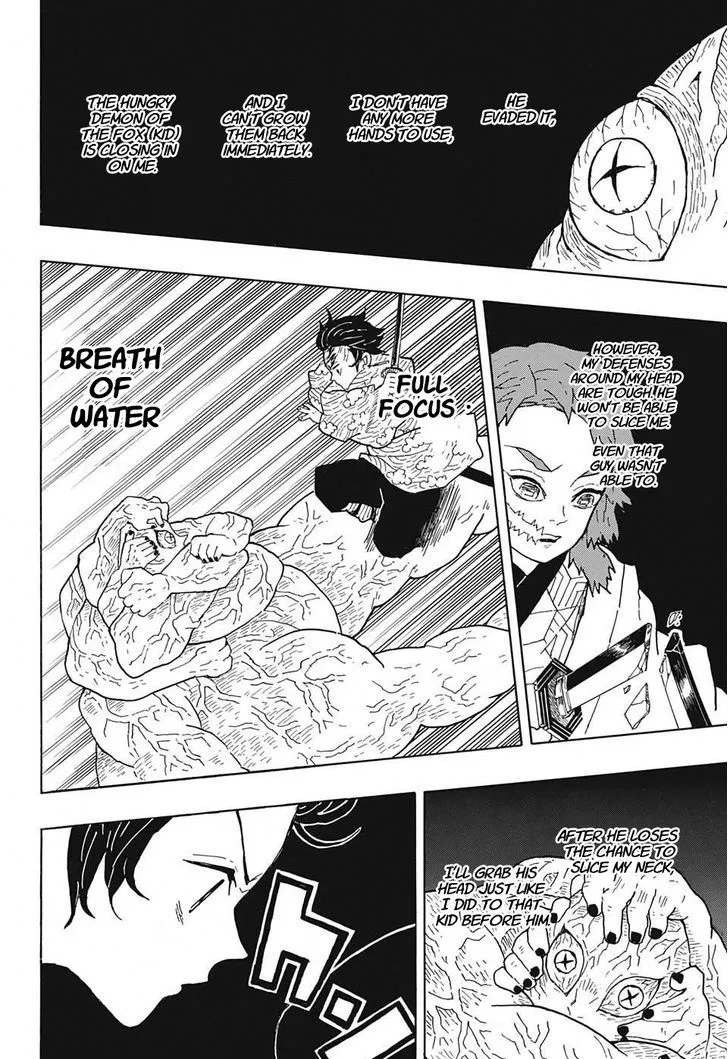 HE
EVADED IT,
I DON'T HAVE
ANY MORE
HANDS TO USE,
AND I
CAN'T GROW
THEM BACK
IMMEDIATELY.
THE HUNGRY
DEMON OF
THE FOX (KID)
IS CLOSING IN
ON ME.
HOWEVER,
MY DEFENSES
AROUND MY HEAD
ARE TOUGH. HE
WON'T BE ABLE
TO SLICE ME.
EVEN THAT
GUY WASN'T
ABLE TO.
FULL
FOCUS :
BREATH
OF
WATER
AFTER HE LOSES
THE CHANCE TO
SLICE MY NECK,
I'LL GRAB HIS
HEAD JUST LIKE
I DID TO THAT
KID BEFORE HIM.